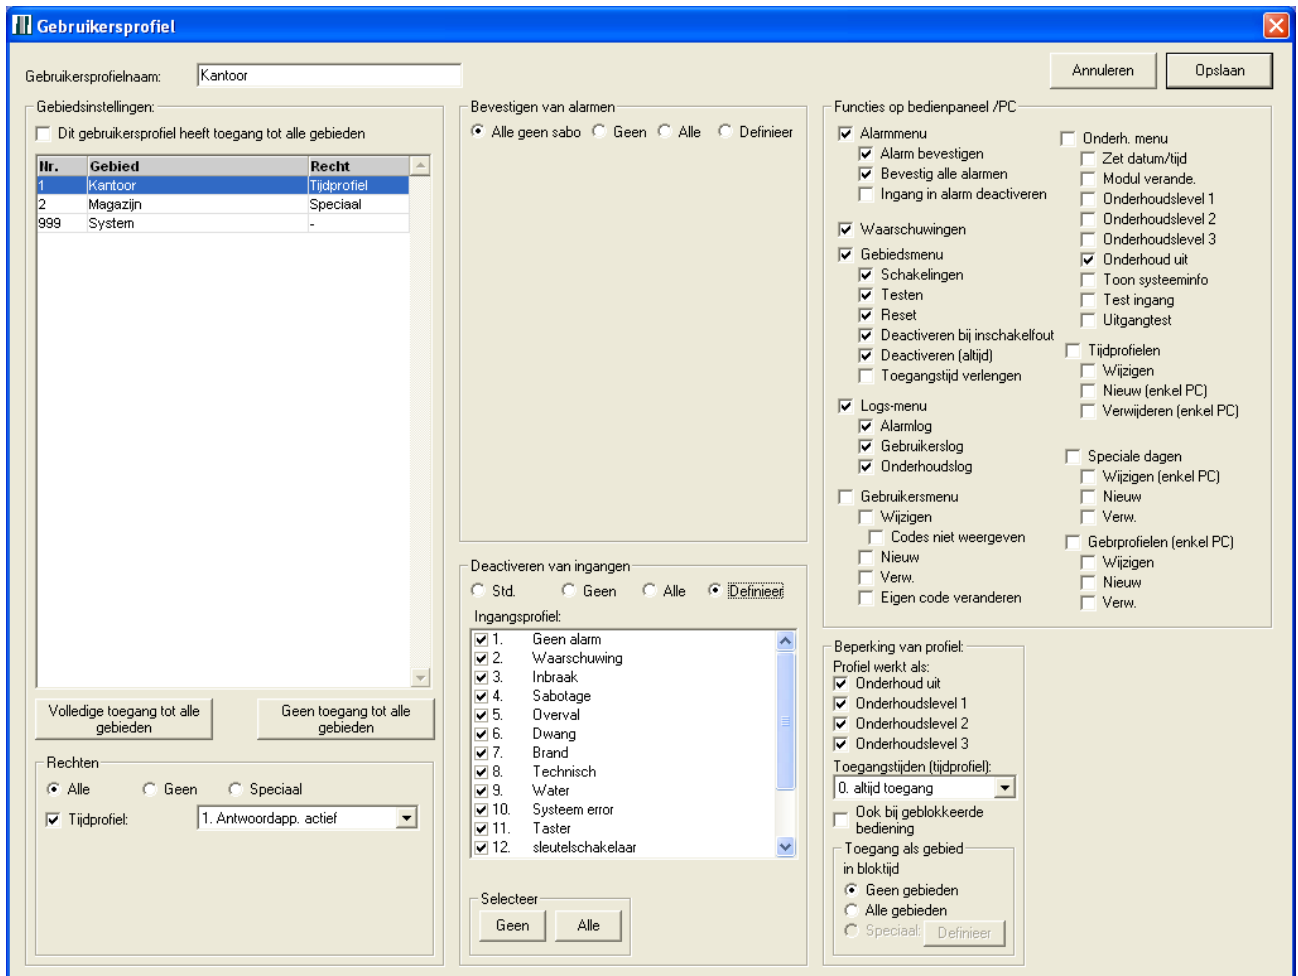 Gebruikersprofiel
Gebruikersprofielnaam: Kantoor
Annuleren
Opslaan
Gebiedsinstellingen:
Dit gebruikersprofiel heeft toegang tot alle gebieden
Nr. Gebied Recht
1 Kantoor Tijdprofiel
2 Magazijn Speciaal
999 System -
Volledige toegang tot alle
gebieden
Geen toegang tot alle
gebieden
Rechten
Alle Geen Speciaal
Tijdprofiel: 1. Antwoordapp. actief
Bevestigen van alarmen
Alle geen sabo Geen Alle Definieer
Deactiveren van ingangen
Std. Geen Alle Definieer
Ingangsprofiel:
1. Geen alarm
2. Waarschuwing
3. Inbraak
4. Sabotage
5. Overval
6. Dwang
7. Brand
8. Technisch
9. Water
10. Systeem error
11. Taster
12. sleutelschakelaar
Selecteer
Geen Alle
Functies op bedienpaneel /PC
Alarmmenu
Alarm bevestigen
Bevestig alle alarmen
Ingang in alarm deactiveren
Waarschuwingen
Gebiedsmenu
Schakelingen
Testen
Reset
Deactiveren bij inschakelfout
Deactiveren (altijd)
Toegangstijd verlengen
Logs-menu
Alarmlog
Gebruikerslog
Onderhoudslog
Gebruikersmenu
Wijzigen
Codes niet weergeven
Nieuw
Verw.
Eigen code veranderen
Onderh. menu
Zet datum/tijd
Modul verande.
Onderhoudslevel 1
Onderhoudslevel 2
Onderhoudslevel 3
Onderhoud uit
Toon systeeminfo
Test ingang
Uitgangtest
Tijdprofielen
Wijzigen
Nieuw (enkel PC)
Verwijderen (enkel PC)
Speciale dagen
Wijzigen (enkel PC)
Nieuw
Verw.
Gebrprofielen (enkel PC)
Wijzigen
Nieuw
Verw.
Beperking van profiel:
Profiel werkt als:
Onderhoud uit
Onderhoudslevel 1
Onderhoudslevel 2
Onderhoudslevel 3
Toegangstijden (tijdprofiel):
0. altijd toegang
Ook bij geblokkeerde
bediening
Toegang als gebied
in bloktijd
Geen gebieden
Alle gebieden
Speciaal: Definieer